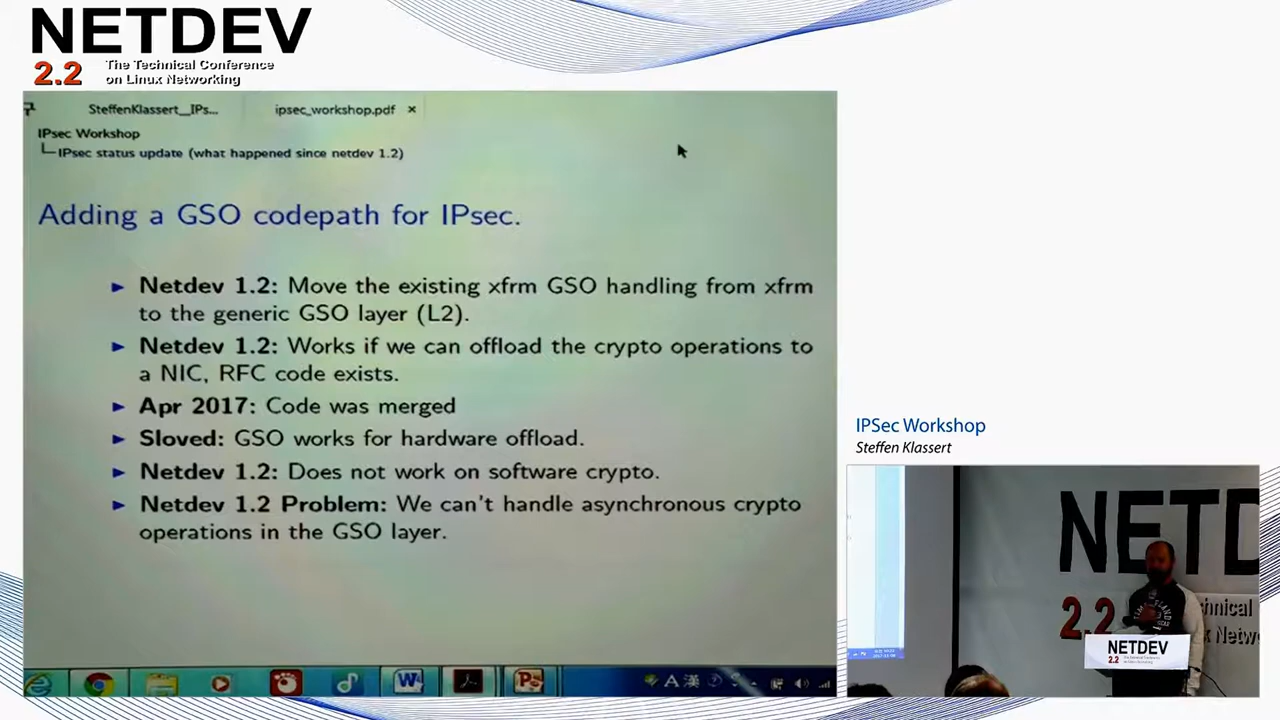 NETDEV
2.2 The Technical Conference
on Linux Networking
SteffenKlassert__IPs...
ipsec_workshop.pdf ×
IPsec Workshop
IPsec status update (what happened since netdev 1.2)
Adding a GSO codepath for IPsec.
► Netdev 1.2: Move the existing xfrm GSO handling from xfrm
to the generic GSO layer (L2).
► Netdev 1.2: Works if we can offload the crypto operations to
a NIC, RFC code exists.
► Apr 2017: Code was merged
► Sloved: GSO works for hardware offload.
► Netdev 1.2: Does not work on software crypto.
► Netdev 1.2 Problem: We can't handle asynchronous crypto
operations in the GSO layer.
A 漢
IPSec Workshop
Steffen Klassert
NETD
2.2
hnical
x Netw
NETDEV
2.2